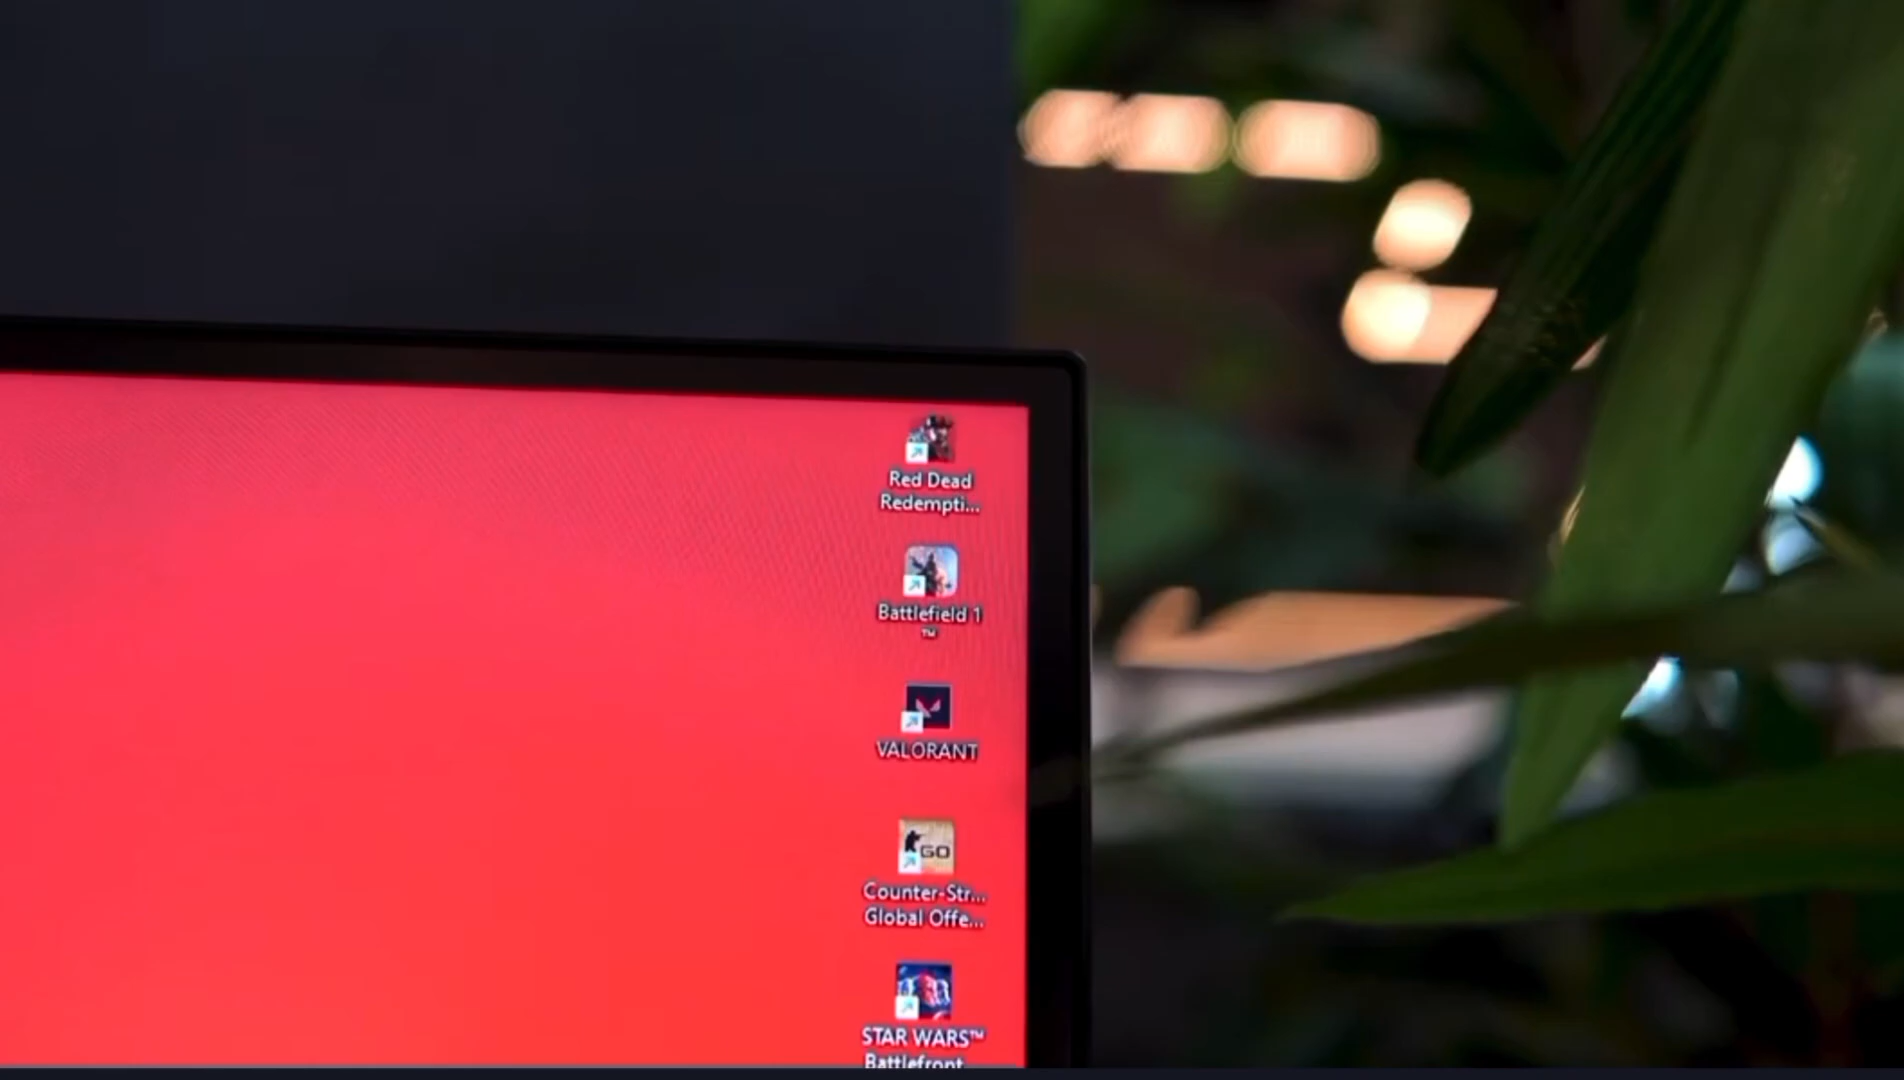 Red Dead
Redempti...
Battlefield 1
™
VALORANT
GO
Counter-Str...
Global Offe...
STAR WARS™
Battlefront